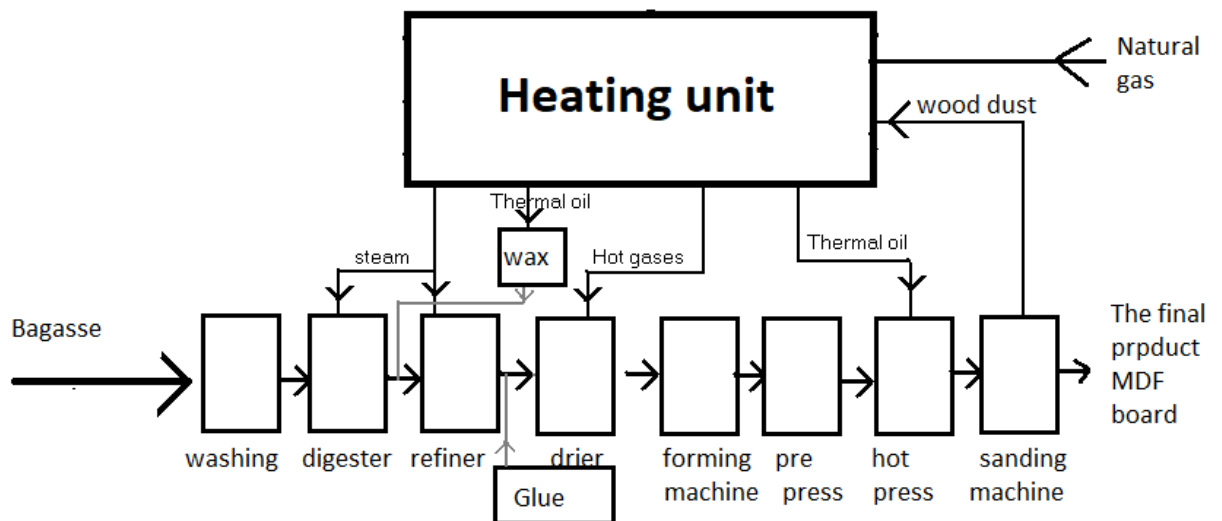 Heating unit
Natural
gas
wood dust
Thermal oil
steam
wax
Hot gases
Thermal oil
Bagasse
The final
prpduct
MDF
board
washing
digester
refiner
drier
forming
machine
pre
press
hot
press
sanding
machine
Glue